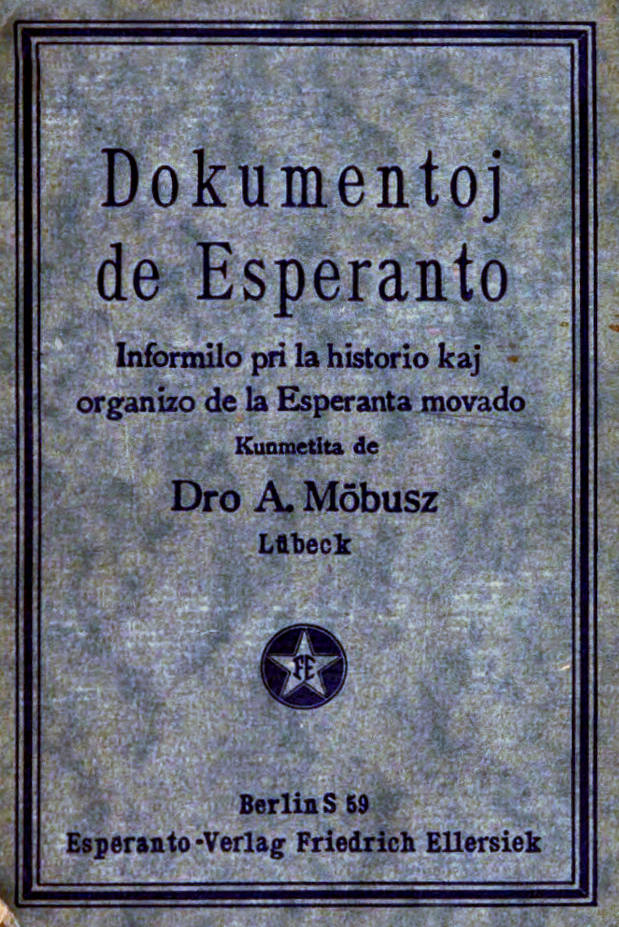 Dokumentoj
de Esperanto
Informilo pri la historio kaj
organizo de la Esperanta movado
Kunmetita de
Dro A. Möbusz
Lübeck
FE
Berlin S 59
Esperanto-Verlag Friedrich Ellersiek